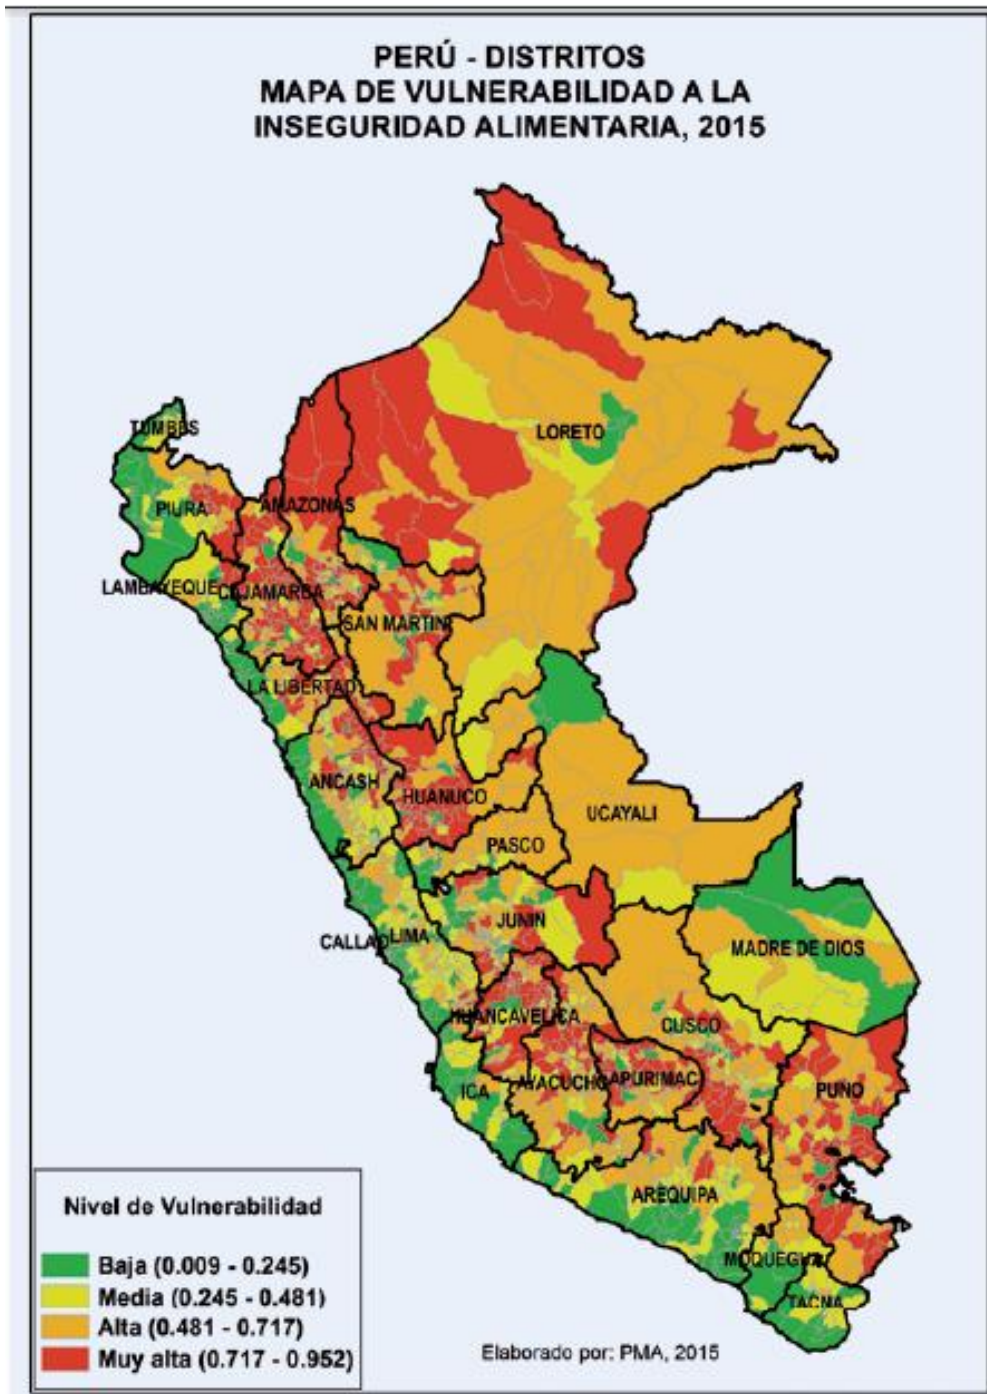 PERÚ - DISTRITOS
MAPA DE VULNERABILIDAD A LA
INSEGURIDAD ALIMENTARIA, 2015
TUMBES
LORETO
PIURA
AMAZONAS
LAMBAYEQUE
CAJAMARCA
SAN MARTIN
LA LIBERTAD
ANCASH
HUANUCO
UCAYALI
PASCO
JUNIN
CALLAO
LIMA
MADRE DE DIOS
HUANCAVELICA
CUSCO
ICA
AYACUCHO
APURIMAC
PUNO
AREQUIPA
MOQUEGUA
TACNA
Nivel de Vulnerabilidad
Baja (0.009 - 0.245)
Media (0.245 - 0.481)
Alta (0.481 - 0.717)
Muy alta (0.717 - 0.952)
Elaborado por: PMA, 2015